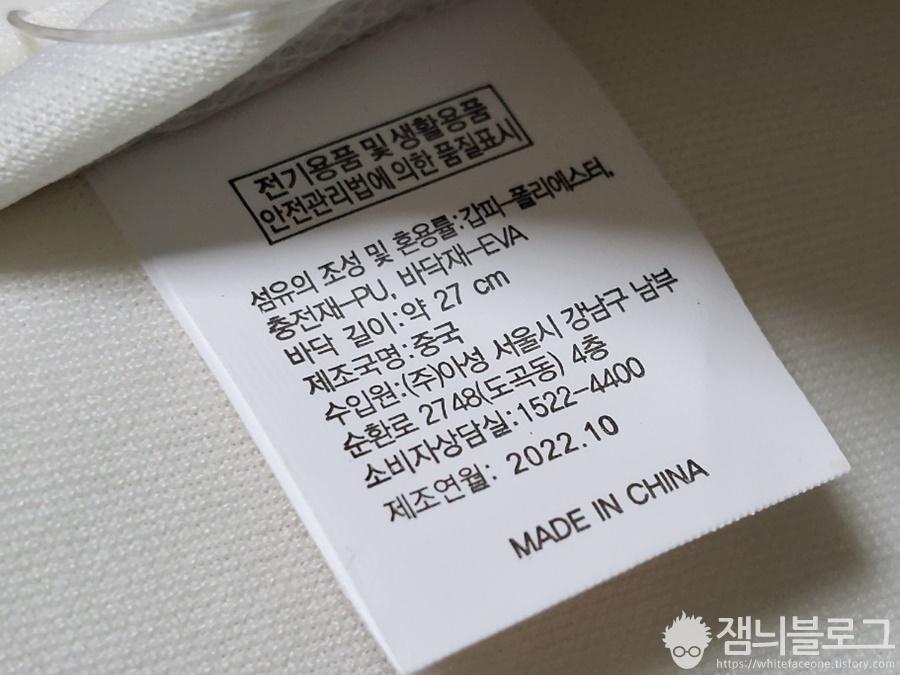 전기용품 및 생활용품
안전관리법에 의한 품질표시
섬유의 조성 및 혼용률:갑피-폴리에스터,
충전재-PU, 바닥재-EVA
바닥 길이:약 27 cm
제조국명:중국
수입원:(주)아성 서울시 강남구 남부
순환로 2748(도곡동) 4층
소비자상담실:1522-4400
제조연월: 2022.10
MADE IN CHINA
잼늬블로그
https://whitefaceone.tistory.com